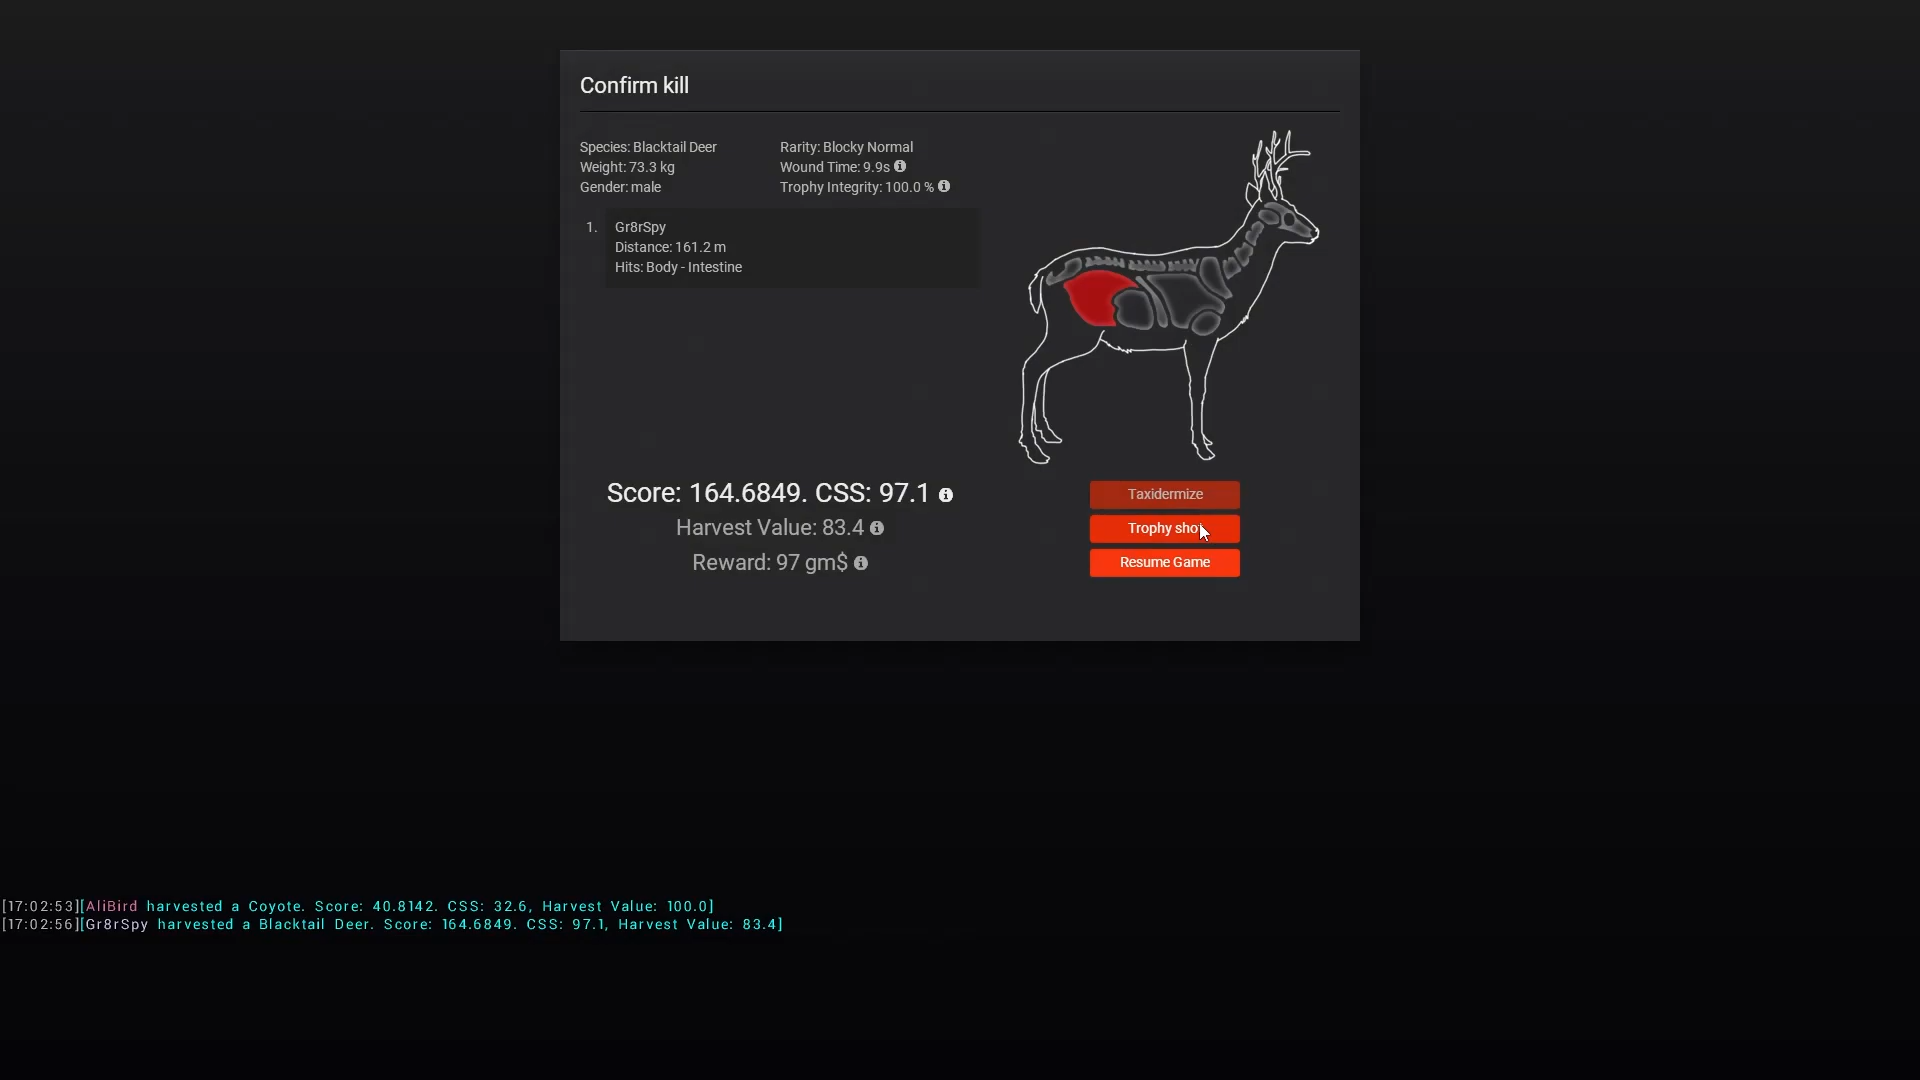 Confirm kill
Species: Blacktail Deer
Weight: 73.3 kg
Gender: male
Rarity: Blocky Normal
Wound Time: 9.9s
Trophy Integrity: 100.0 %
1.
Gr8rSpy
Distance: 161.2 m
Hits: Body - Intestine
Score: 164.6849. CSS: 97.1
Harvest Value: 83.4
Reward: 97 gm$
Taxidermize
Trophy shot
Resume Game
[17:02:53][AliBird harvested a Coyote. Score: 40.8142. CSS: 32.6, Harvest Value: 100.0]
[17:02:56][Gr8rSpy harvested a Blacktail Deer. Score: 164.6849. CSS: 97.1, Harvest Value: 83.4]